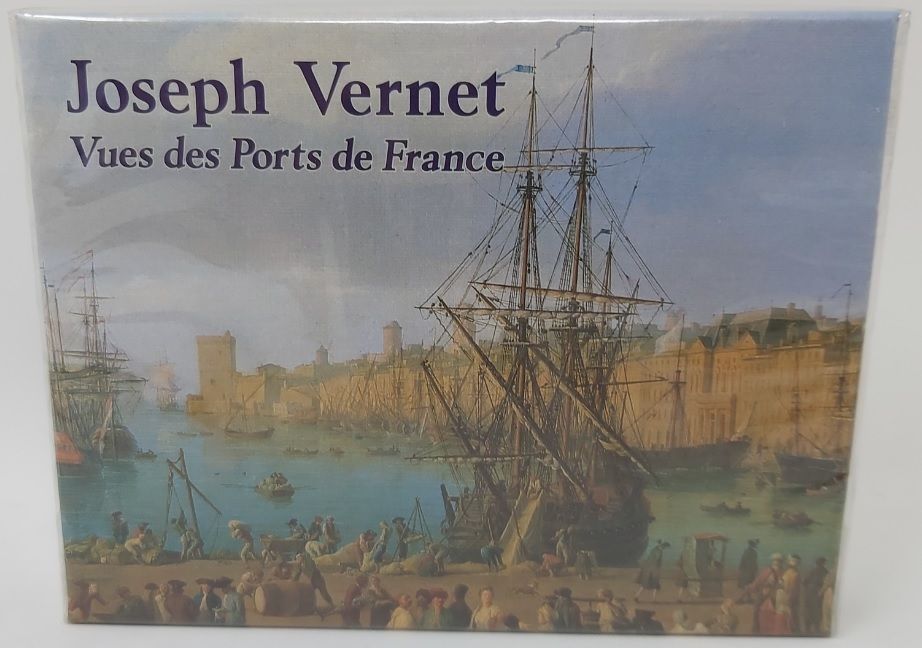 Joseph Vernet
Vues des Ports de France